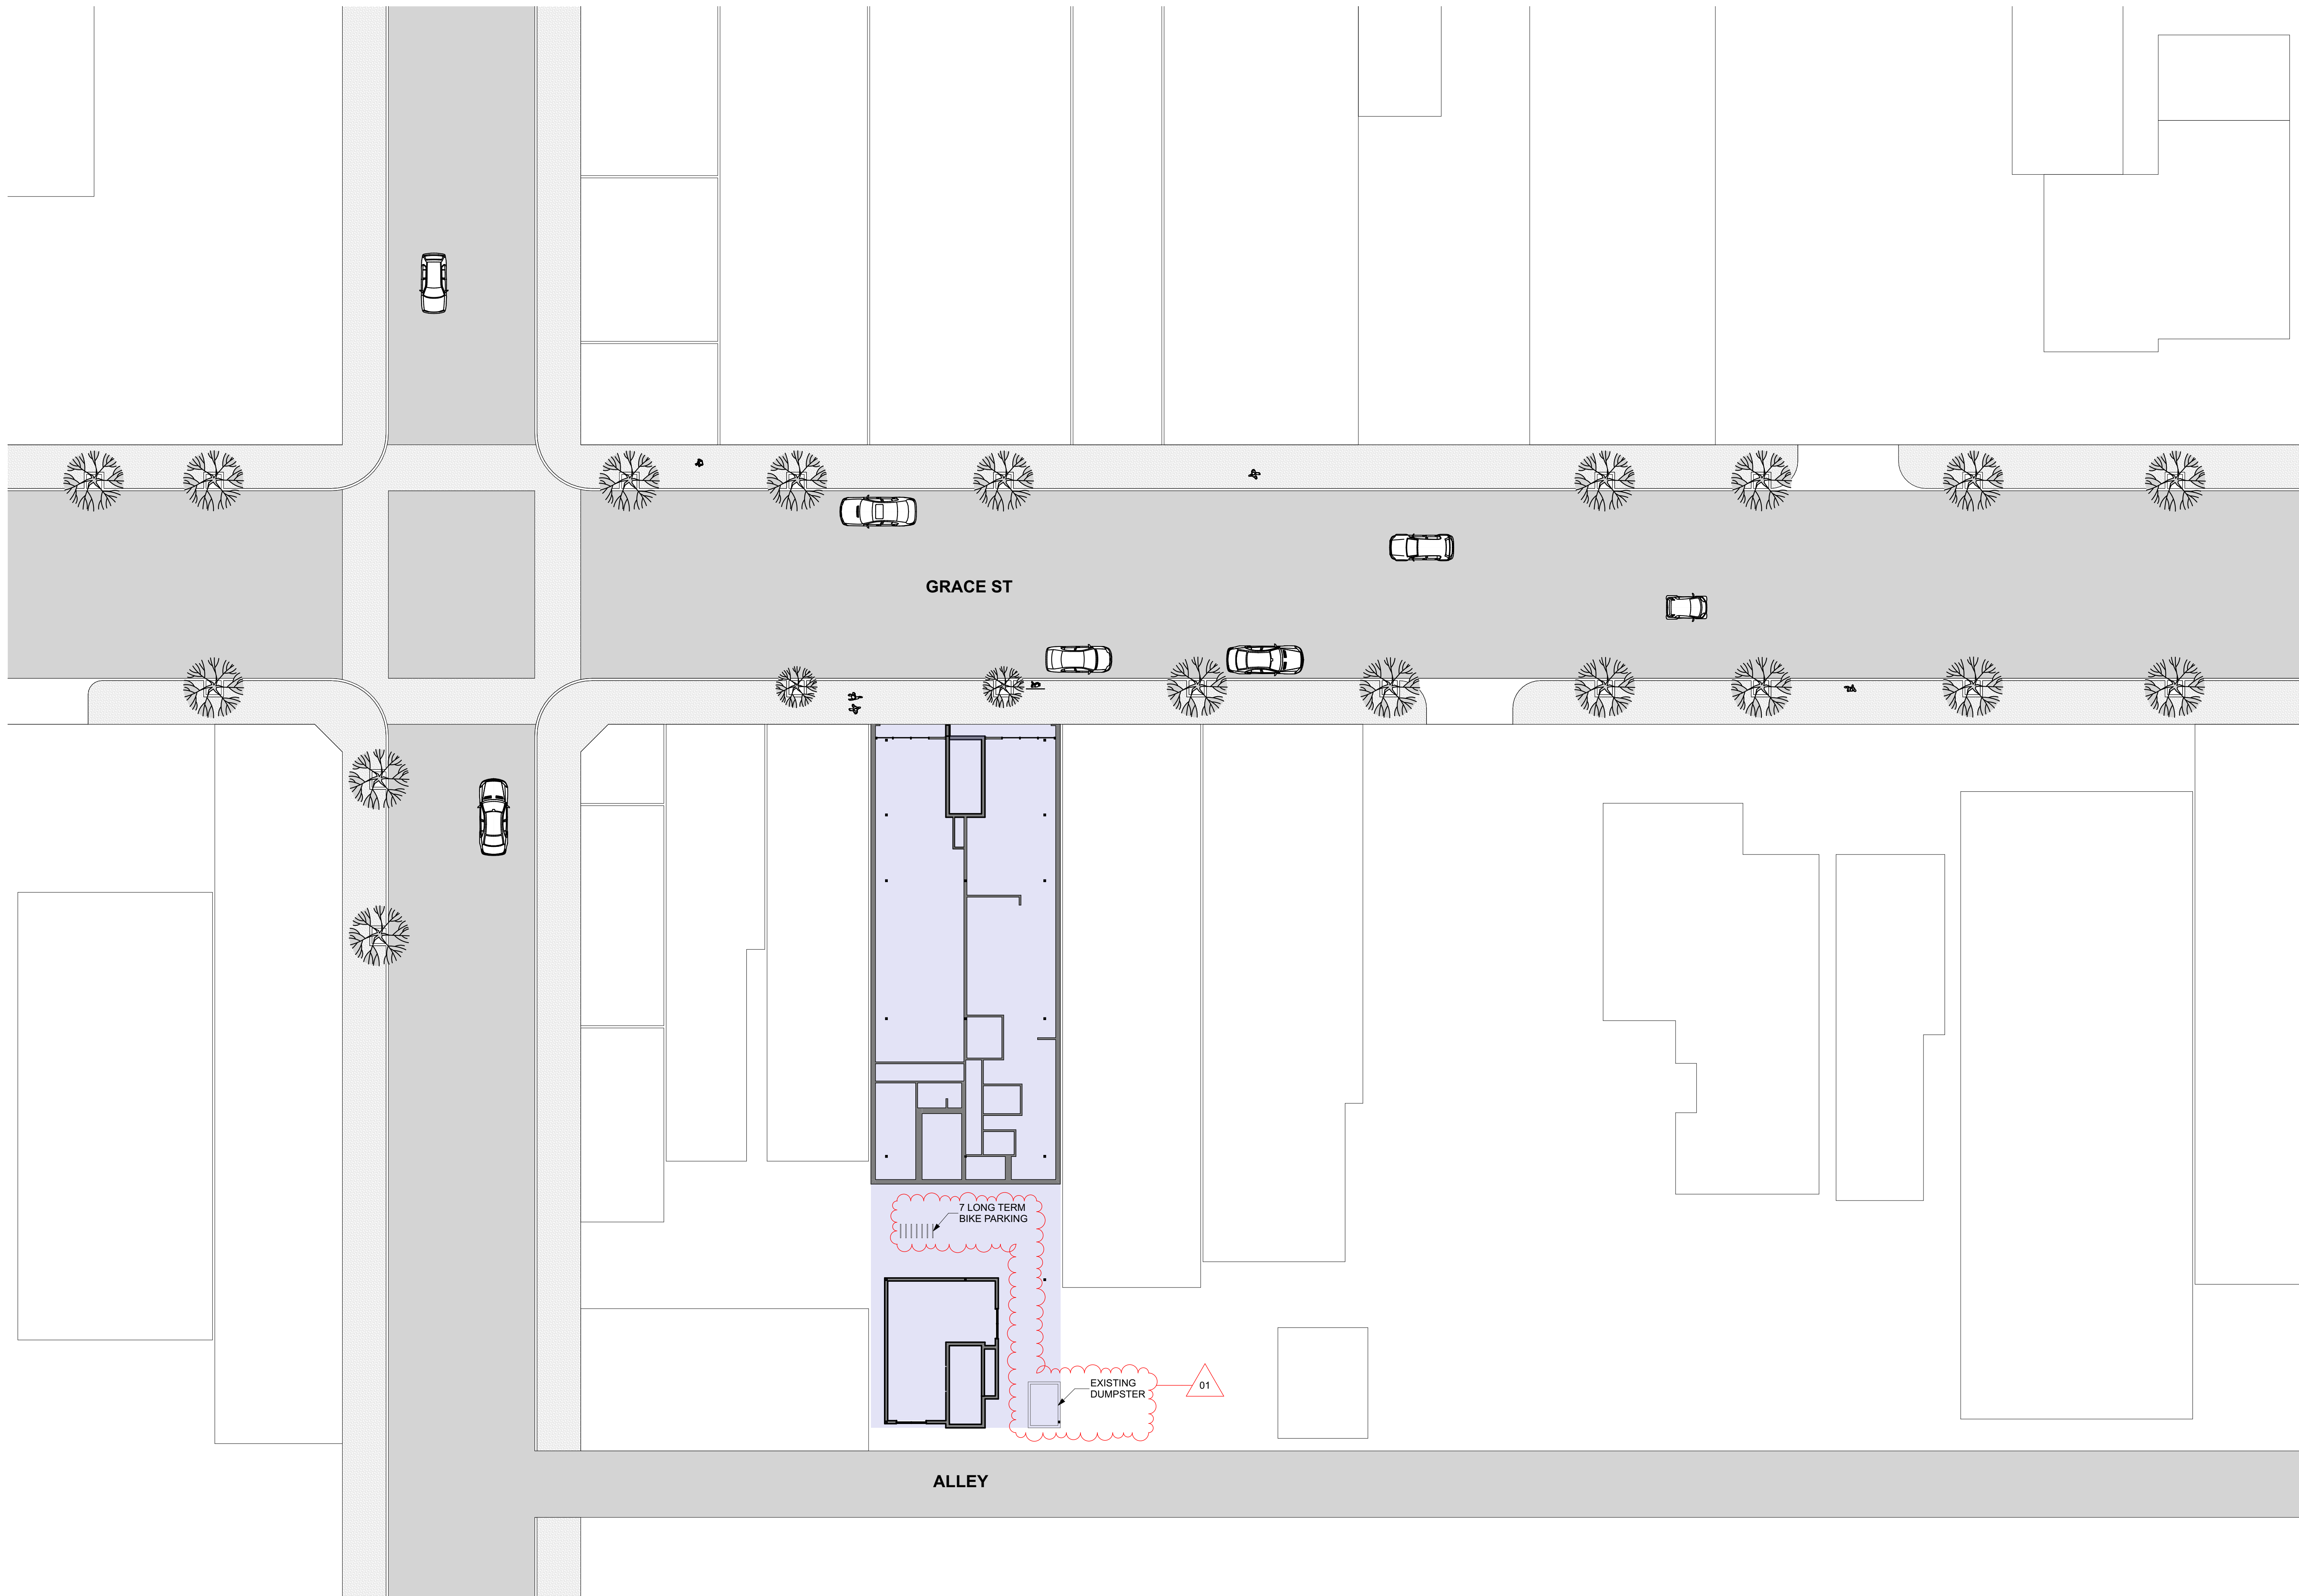 GRACE ST
7 LONG TERM
BIKE PARKING
EXISTING
DUMPSTER
01
ALLEY